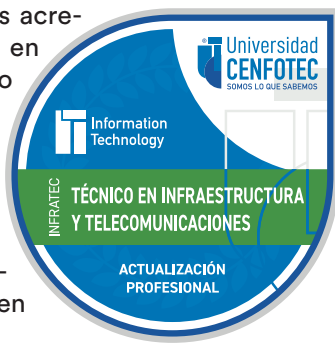 s acre-
en
o
Universidad
CENFOTEC
SOMOS LO QUE SABEMOS
Information
Technology
INFRATEC
TÉCNICO EN INFRAESTRUCTURA
Y TELECOMUNICACIONES
ACTUALIZACIÓN
PROFESIONAL
-
en